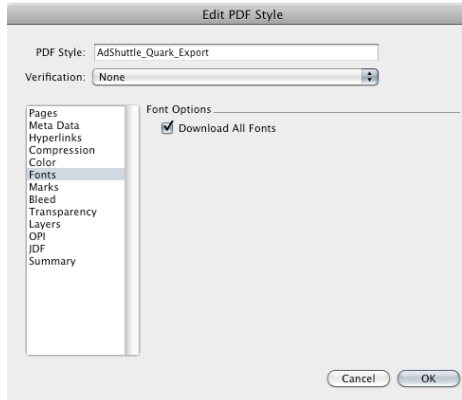 Edit PDF Style
PDF Style: AdShuttle_Quark_Export
Verification: None
Pages
Meta Data
Hyperlinks
Compression
Color
Fonts
Marks
Bleed
Transparency
Layers
OPI
JDF
Summary
Font Options
Download All Fonts
Cancel OK